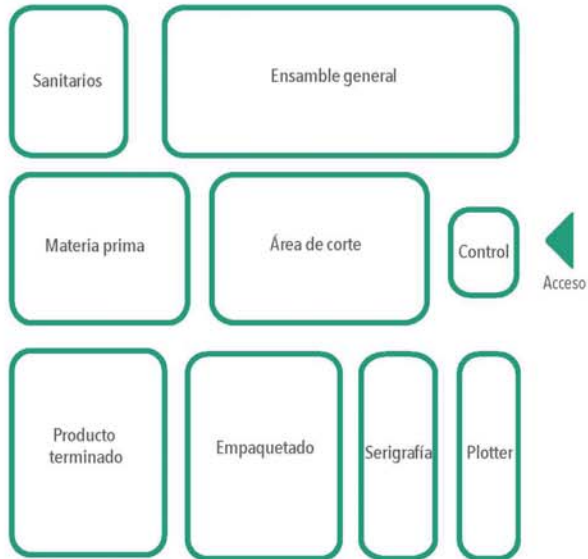 Sanitarios
Ensamble general
Materia prima
Área de corte
Control
Acceso
Producto
terminado
Empaquetado
Serigrafía
Plotter